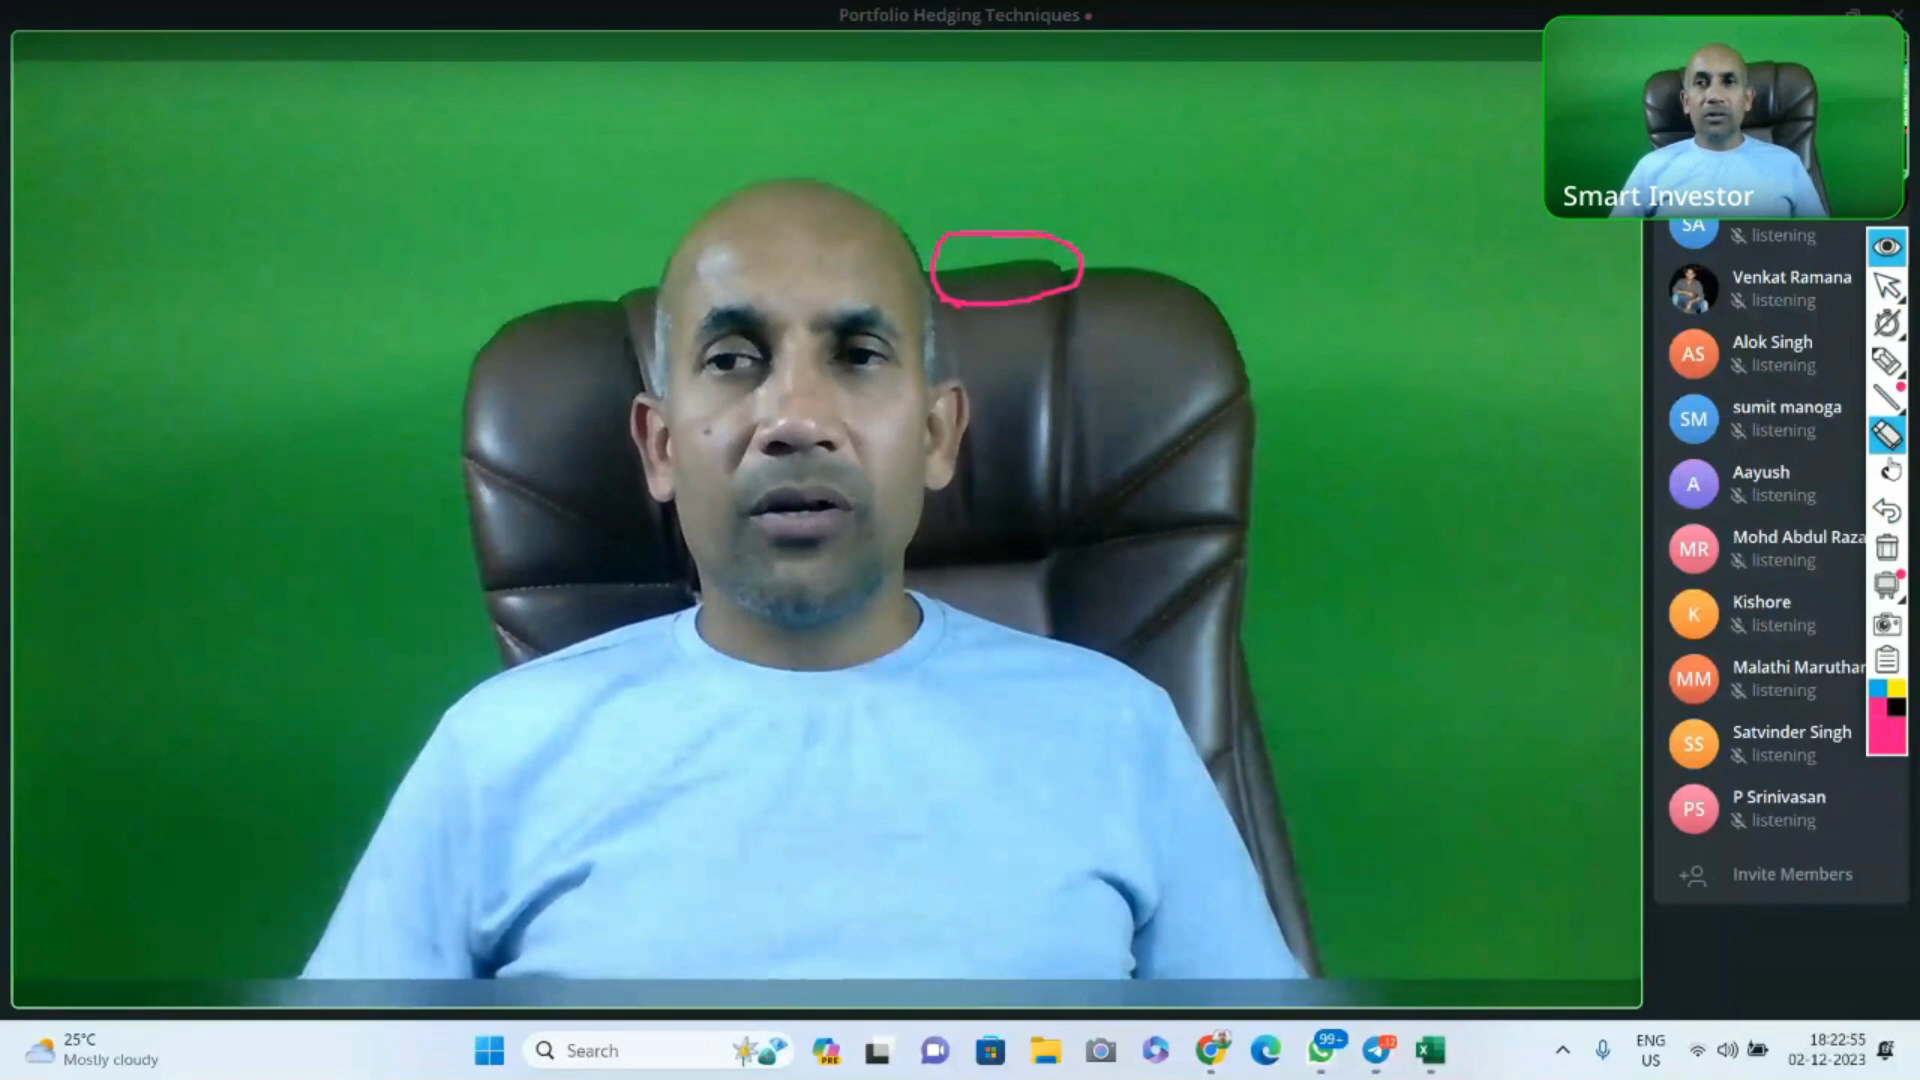 Portfolio Hedging Techniques
Smart Investor
SA
listening
Venkat Ramana
listening
AS
Alok Singh
listening
SM
sumit manoga
listening
A
Aayush
listening
MR
Mohd Abdul Raza
listening
K
Kishore
listening
MM
Malathi Maruthar
listening
SS
Satvinder Singh
listening
PS
P Srinivasan
listening
Invite Members
25°C
Mostly cloudy
Search
PRE
99+
ENG
US
18:22:55
02-12-2023